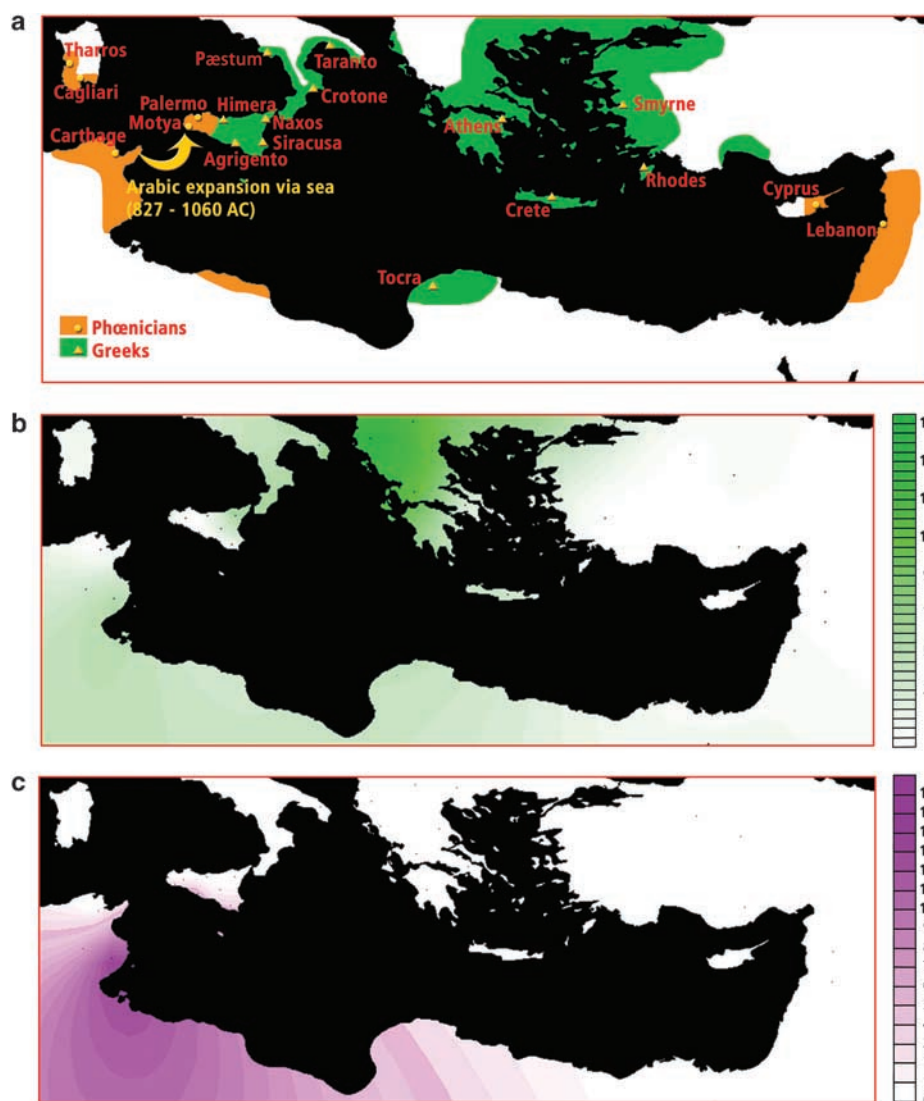 a
Tharros
Pæstum
Taranto
Cagliari
Crotone
Palermo Himera
Smyrne
Motya
Naxos
Athens
Carthage
Siracusa
Agrigento
Rhodes
Arabic expansion via sea
(827 - 1060 AC)
Cyprus
Crete
Lebanon
Tocra
Phœnicians
Greeks
b
c